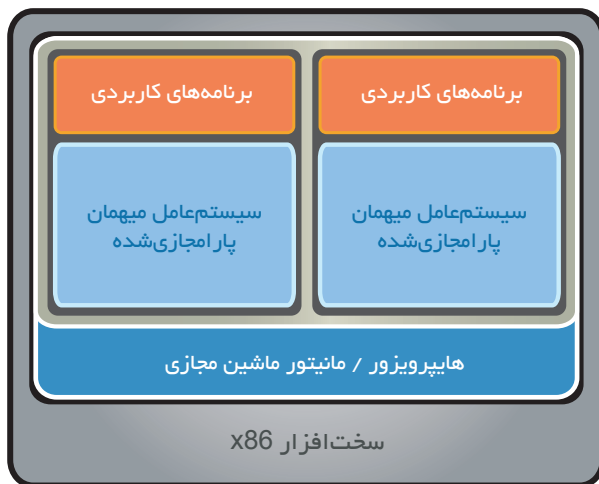 برنامه‌های کاربردی
برنامه‌های کاربردی
سیستم‌عامل میهمان
پارامجازی‌شده
سیستم‌عامل میهمان
پارامجازی‌شده
هایپرویزور / مانیتور ماشین مجازی
سخت‌افزار x86